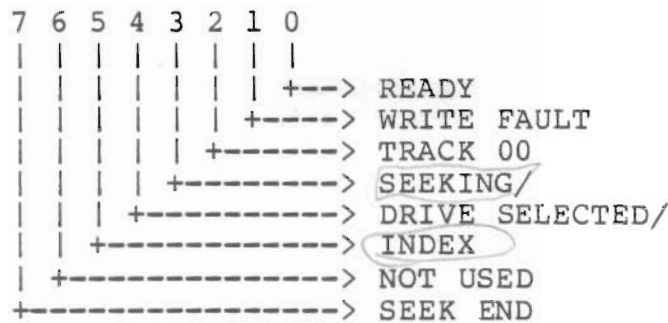 7 6 5 4 3 2 1 0
| | | | | | | |
| | | | | | | +--> READY
| | | | | | +----> WRITE FAULT
| | | | | +------> TRACK 00
| | | | +--------> SEEKING/
| | | +----------> DRIVE SELECTED/
| | +------------> INDEX
| +--------------> NOT USED
+----------------> SEEK END